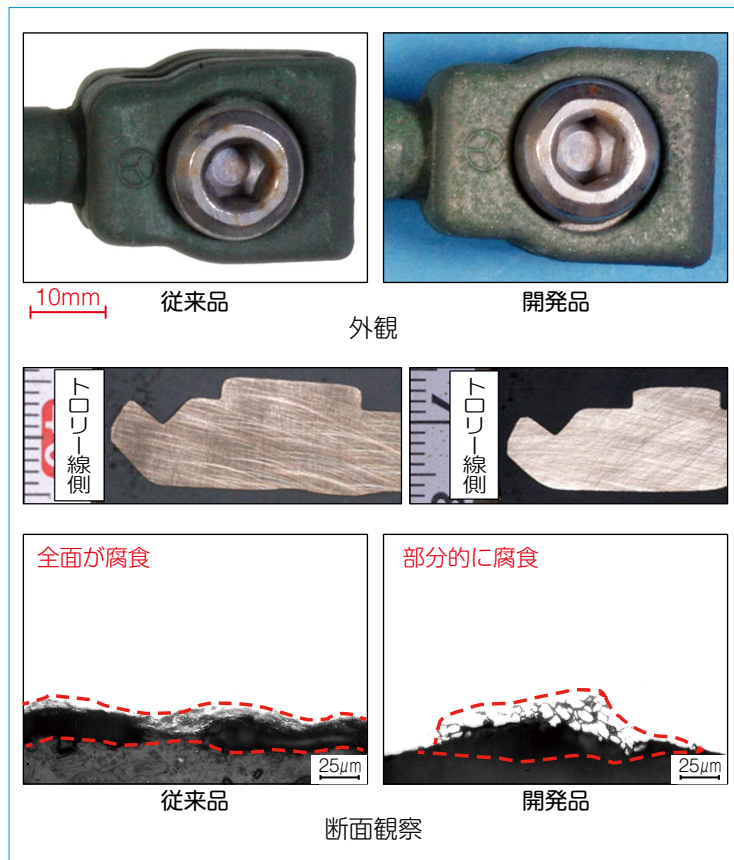 10mm
従来品
開発品
外観
トロリー線側
トロリー線側
全面が腐食
部分的に腐食
25μm
25μm
従来品
開発品
断面観察